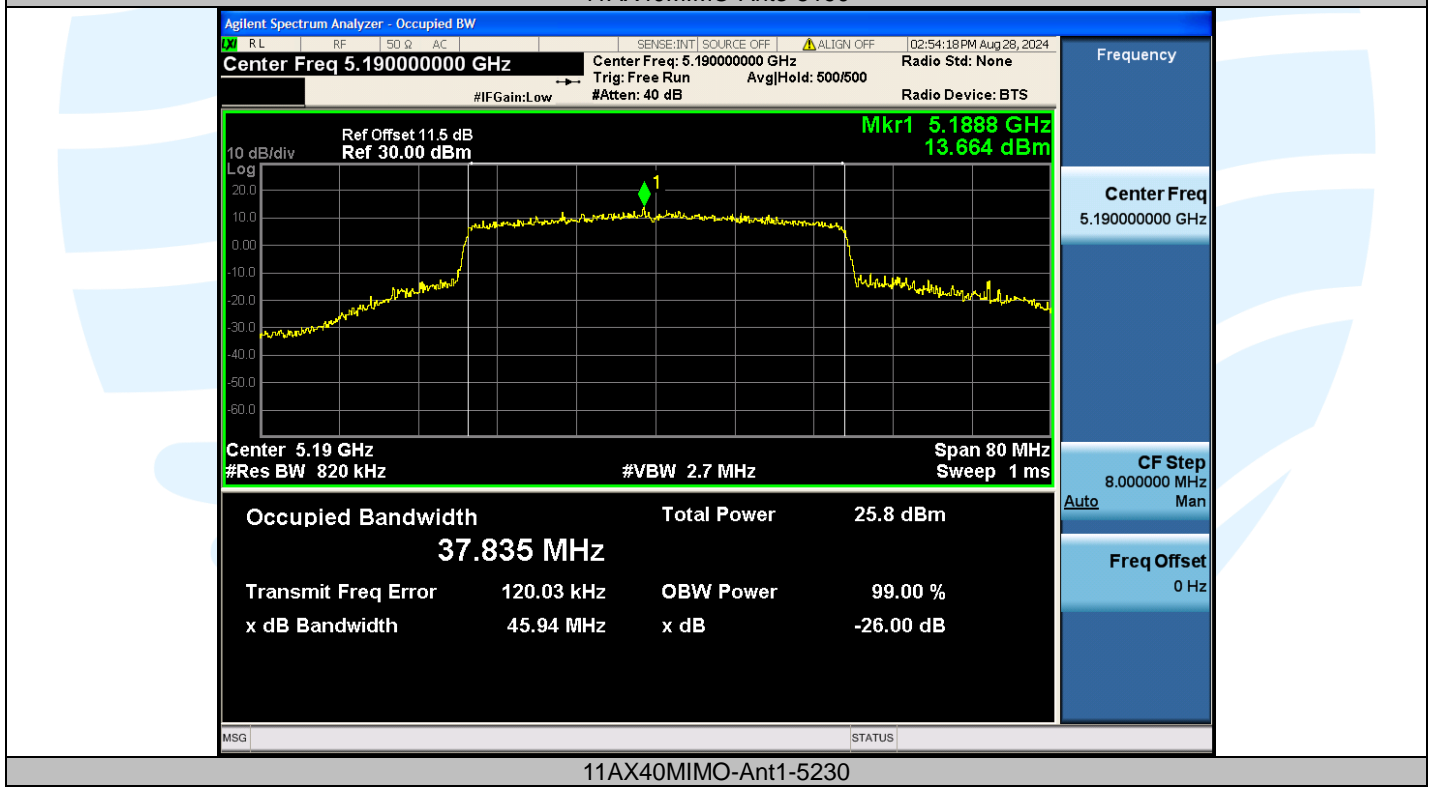 Agilent Spectrum Analyzer - Occupied BW
LXI RL RF 50 Ω AC SENSE:INT SOURCE OFF ALIGN OFF 02:54:18 PM Aug 28, 2024
Center Freq 5.190000000 GHz
Center Freq: 5.190000000 GHz Radio Std: None
Trig: Free Run Avg|Hold: 500/500
#IFGain:Low #Atten: 40 dB Radio Device: BTS
Mkr1 5.1888 GHz
13.664 dBm
Ref Offset 11.5 dB
10 dB/div Ref 30.00 dBm
Log
20.0
10.0
0.00
-10.0
-20.0
-30.0
-40.0
-50.0
-60.0
1
Center 5.19 GHz Span 80 MHz
#Res BW 820 kHz #VBW 2.7 MHz Sweep 1 ms
Occupied Bandwidth Total Power 25.8 dBm
37.835 MHz
Transmit Freq Error 120.03 kHz OBW Power 99.00 %
x dB Bandwidth 45.94 MHz x dB -26.00 dB
MSG STATUS
Frequency
Center Freq
5.190000000 GHz
CF Step
8.000000 MHz
Auto Man
Freq Offset
0 Hz
11AX40MIMO-Ant1-5230